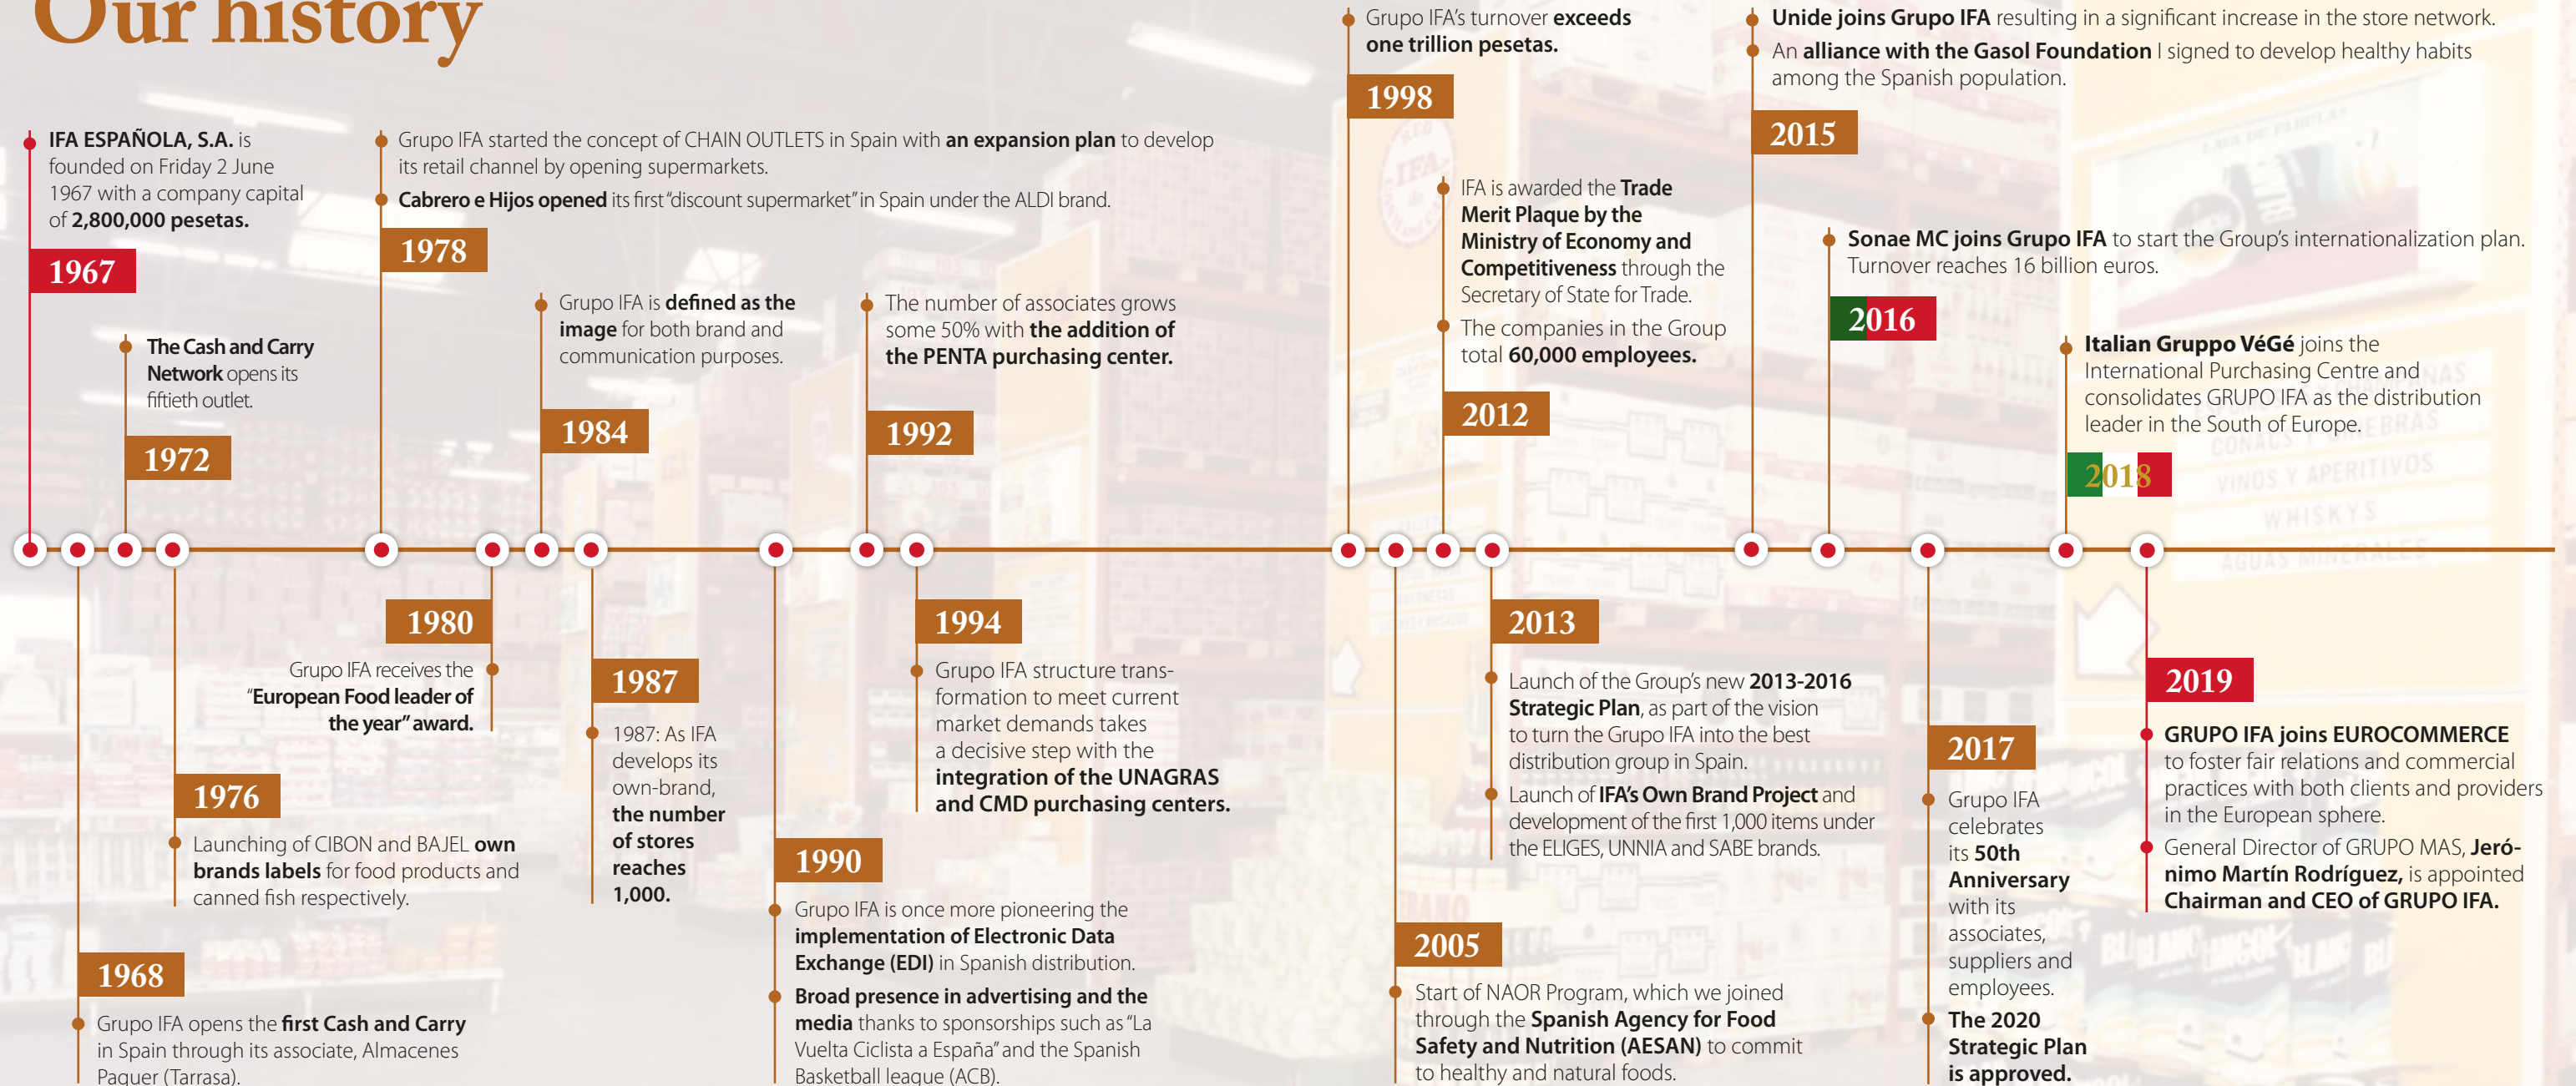 Our history
IFA ESPAÑOLA, S.A. is
founded on Friday 2 June
1967 with a company capital
of 2,800,000 pesetas.
1967
Grupo IFA opens the first Cash and Carry
in Spain through its associate, Almacenes
Paquer (Tarrasa).
1968
The Cash and Carry
Network opens its
fiftieth outlet.
1972
1976
Launching of CIBON and BAJEL own
brands labels for food products and
canned fish respectively.
Grupo IFA started the concept of CHAIN OUTLETS in Spain with an expansion plan to develop
its retail channel by opening supermarkets.
Cabrero e Hijos opened its first “discount supermarket” in Spain under the ALDI brand.
1978
1980
Grupo IFA receives the
“European Food leader of
the year” award.
Grupo IFA is defined as the
image for both brand and
communication purposes.
1984
1987
1987: As IFA
develops its
own-brand,
the number
of stores
reaches
1,000.
1990
Grupo IFA is once more pioneering the
implementation of Electronic Data
Exchange (EDI) in Spanish distribution.
Broad presence in advertising and the
media thanks to sponsorships such as “La
Vuelta Ciclista a España” and the Spanish
Basketball league (ACB).
The number of associates grows
some 50% with the addition of
the PENTA purchasing center.
1992
1994
Grupo IFA structure trans-
formation to meet current
market demands takes
a decisive step with the
integration of the UNAGRAS
and CMD purchasing centers.
Grupo IFA’s turnover exceeds
one trillion pesetas.
1998
2005
Start of NAOR Program, which we joined
through the Spanish Agency for Food
Safety and Nutrition (AESAN) to commit
to healthy and natural foods.
IFA is awarded the Trade
Merit Plaque by the
Ministry of Economy and
Competitiveness through the
Secretary of State for Trade.
The companies in the Group
total 60,000 employees.
2012
2013
Launch of the Group’s new 2013-2016
Strategic Plan, as part of the vision
to turn the Grupo IFA into the best
distribution group in Spain.
Launch of IFA’s Own Brand Project and
development of the first 1,000 items under
the ELIGES, UNNIA and SABE brands.
Unide joins Grupo IFA resulting in a significant increase in the store network.
An alliance with the Gasol Foundation I signed to develop healthy habits
among the Spanish population.
2015
Sonae MC joins Grupo IFA to start the Group’s internationalization plan.
Turnover reaches 16 billion euros.
2016
2017
Grupo IFA
celebrates
its 50th
Anniversary
with its
associates,
suppliers and
employees.
The 2020
Strategic Plan
is approved.
Italian Gruppo VéGé joins the
International Purchasing Centre and
consolidates GRUPO IFA as the distribution
leader in the South of Europe.
2018
2019
GRUPO IFA joins EUROCOMMERCE
to foster fair relations and commercial
practices with both clients and providers
in the European sphere.
General Director of GRUPO MAS, Jeró-
nimo Martín Rodríguez, is appointed
Chairman and CEO of GRUPO IFA.
IFA
VINOS Y APERITIVOS
WHISKYS
AGUAS MINERALES